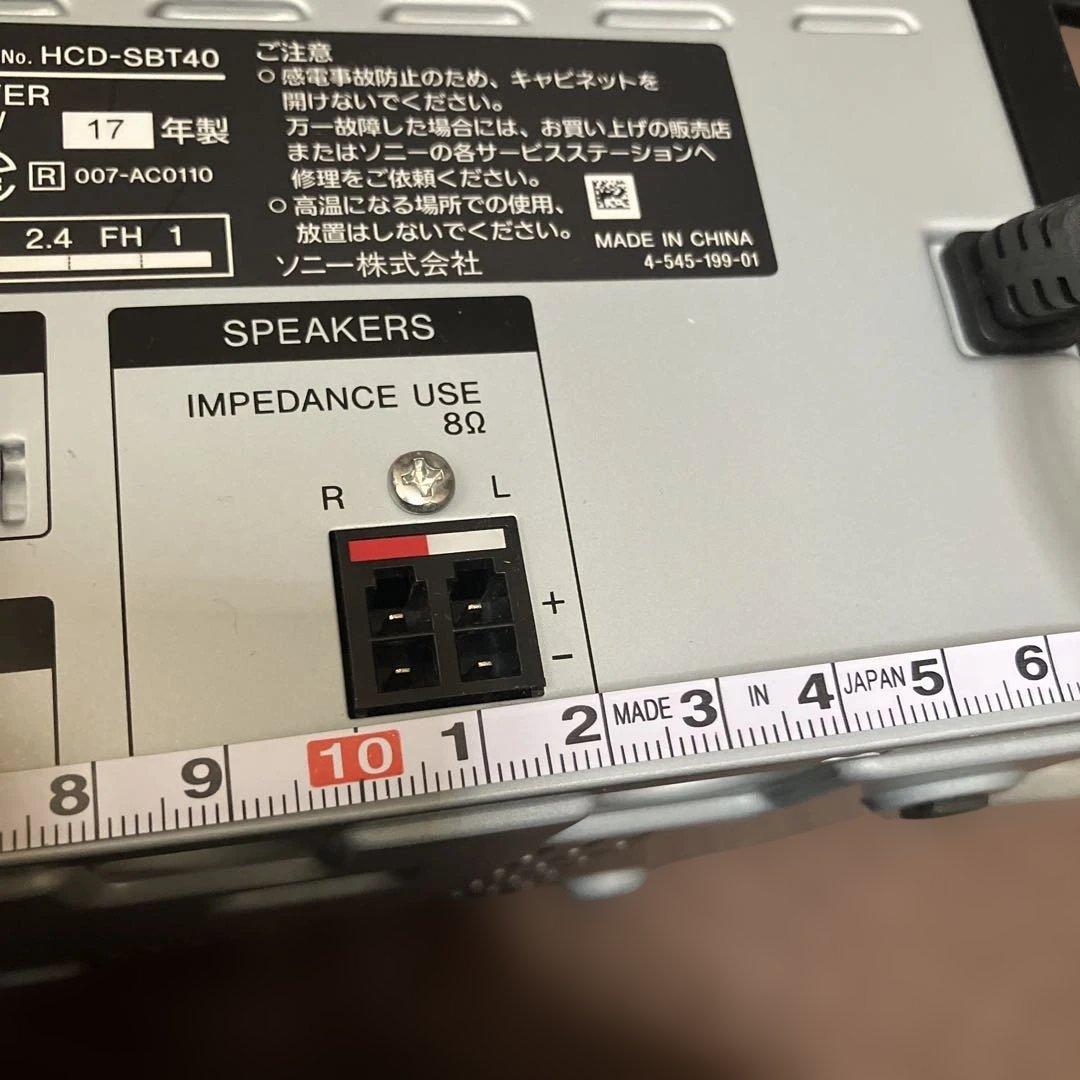 No. HCD-SBT40
17 年製
R 007-AC0110
2.4 FH 1
ご注意
○ 感電事故防止のため、キャビネットを
開けないでください。
万一故障した場合には、お買い上げの販売店
またはソニーの各サービスステーションへ
修理をご依頼ください。
○ 高温になる場所での使用、
放置はしないでください。
ソニー株式会社
MADE IN CHINA
4-545-199-01
SPEAKERS
IMPEDANCE USE
8Ω
R L
+
−
8 9 10 1 2 MADE 3 IN 4 JAPAN 5 6